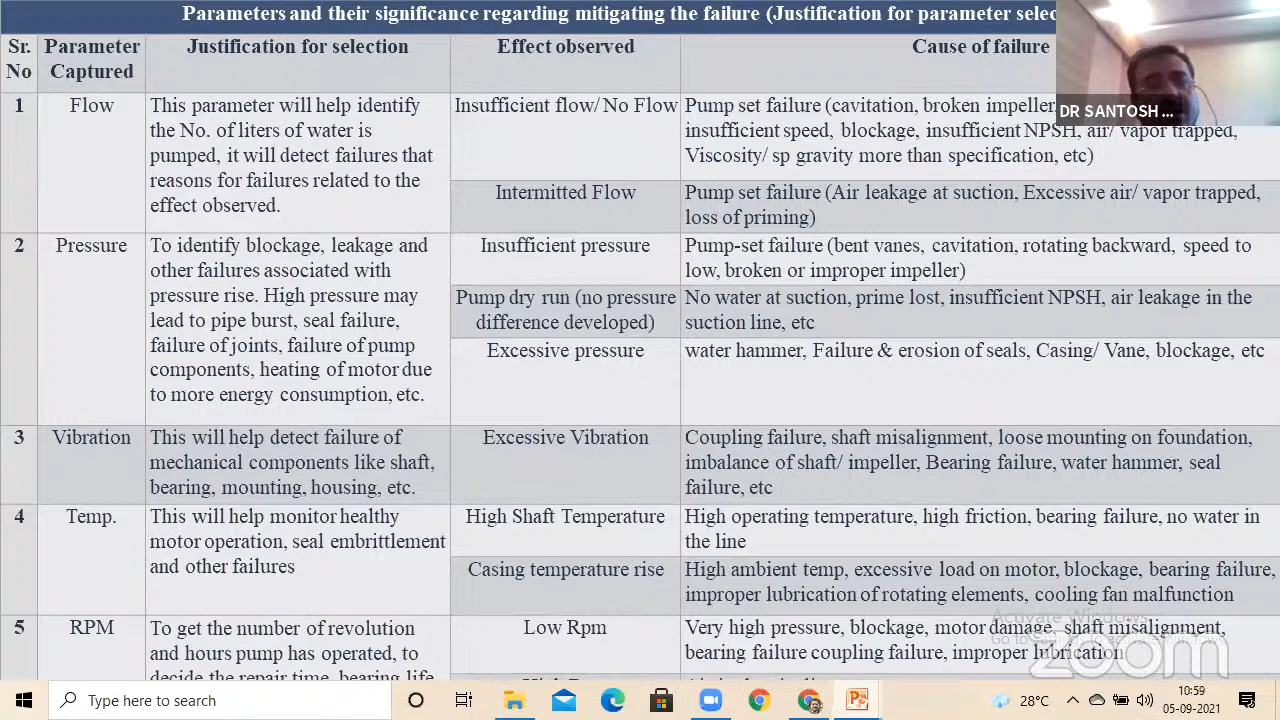 Parameters and their significance regarding mitigating the failure (Justification for parameter selec
Sr. No
Parameter Captured
Justification for selection
Effect observed
Cause of failure
1
Flow
This parameter will help identify
the No. of liters of water is
pumped, it will detect failures that
reasons for failures related to the
effect observed.
Insufficient flow/ No Flow
Pump set failure (cavitation, broken impeller,
insufficient speed, blockage, insufficient NPSH, air/ vapor trapped,
Viscosity/ sp gravity more than specification, etc)
Intermitted Flow
Pump set failure (Air leakage at suction, Excessive air/ vapor trapped,
loss of priming)
2
Pressure
To identify blockage, leakage and
other failures associated with
pressure rise. High pressure may
lead to pipe burst, seal failure,
failure of joints, failure of pump
components, heating of motor due
to more energy consumption, etc.
Insufficient pressure
Pump-set failure (bent vanes, cavitation, rotating backward, speed to
low, broken or improper impeller)
Pump dry run (no pressure
difference developed)
No water at suction, prime lost, insufficient NPSH, air leakage in the
suction line, etc
Excessive pressure
water hammer, Failure & erosion of seals, Casing/ Vane, blockage, etc
3
Vibration
This will help detect failure of
mechanical components like shaft,
bearing, mounting, housing, etc.
Excessive Vibration
Coupling failure, shaft misalignment, loose mounting on foundation,
imbalance of shaft/ impeller, Bearing failure, water hammer, seal
failure, etc
4
Temp.
This will help monitor healthy
motor operation, seal embrittlement
and other failures
High Shaft Temperature
High operating temperature, high friction, bearing failure, no water in
the line
Casing temperature rise
High ambient temp, excessive load on motor, blockage, bearing failure,
improper lubrication of rotating elements, cooling fan malfunction
5
RPM
To get the number of revolution
and hours pump has operated, to
decide the repair time, bearing life
Low Rpm
Very high pressure, blockage, motor damage, shaft misalignment,
bearing failure coupling failure, improper lubrication
DR SANTOSH ...
Activate Windows
zoom
Type here to search
28°C
10:59
05-09-2021